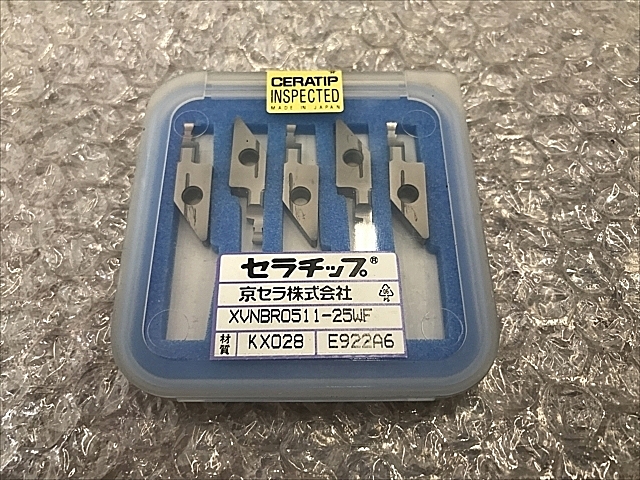 CERATIP
INSPECTED
MADE IN JAPAN
セラチップ®
京セラ株式会社
XVNBR0511-25WF
材質 KX028 E922A6